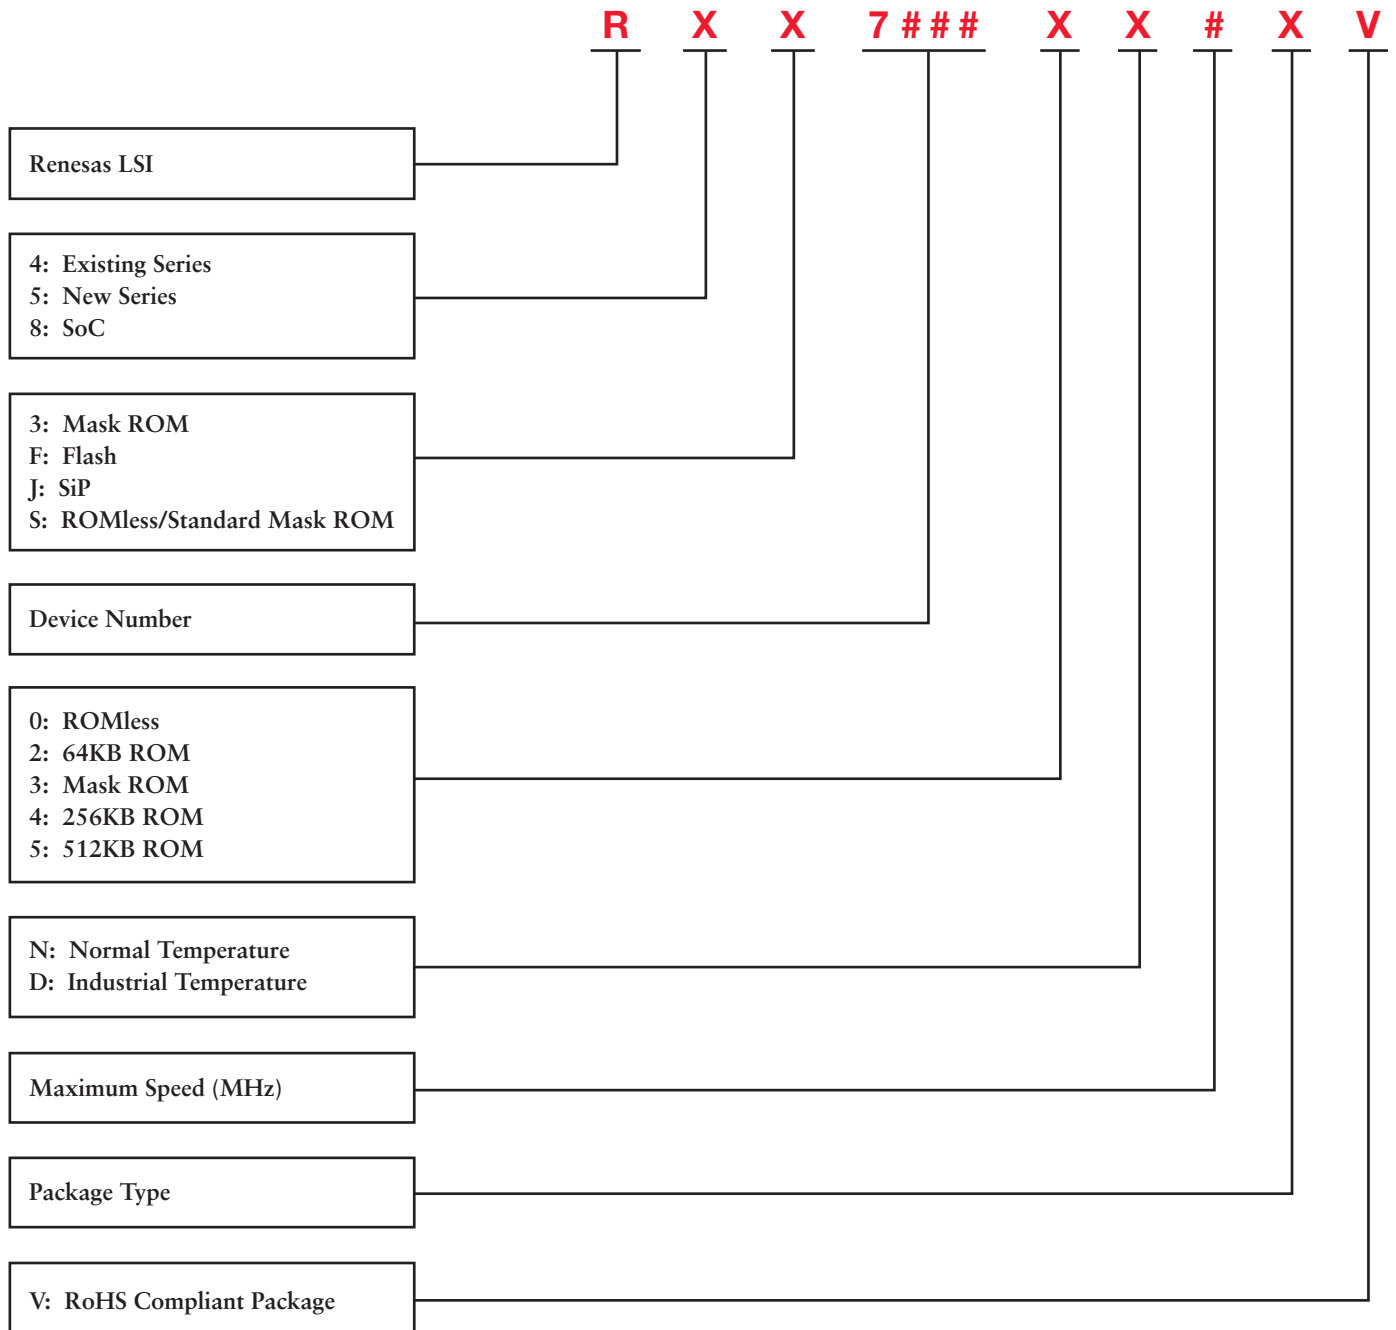 R X X 7 # # # X X # X V
Renesas LSI
4: Existing Series
5: New Series
8: SoC
3: Mask ROM
F: Flash
J: SiP
S: ROMless/Standard Mask ROM
Device Number
0: ROMless
2: 64KB ROM
3: Mask ROM
4: 256KB ROM
5: 512KB ROM
N: Normal Temperature
D: Industrial Temperature
Maximum Speed (MHz)
Package Type
V: RoHS Compliant Package